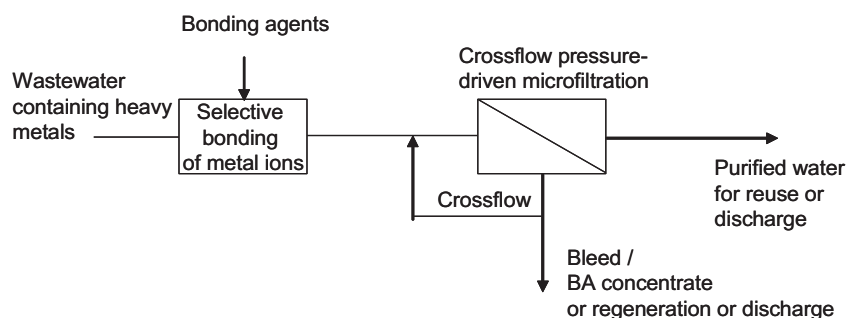 Bonding agents
Wastewater
containing heavy
metals
Selective
bonding
of metal ions
Crossflow pressure-
driven microfiltration
Crossflow
Purified water
for reuse or
discharge
Bleed /
BA concentrate
or regeneration or discharge